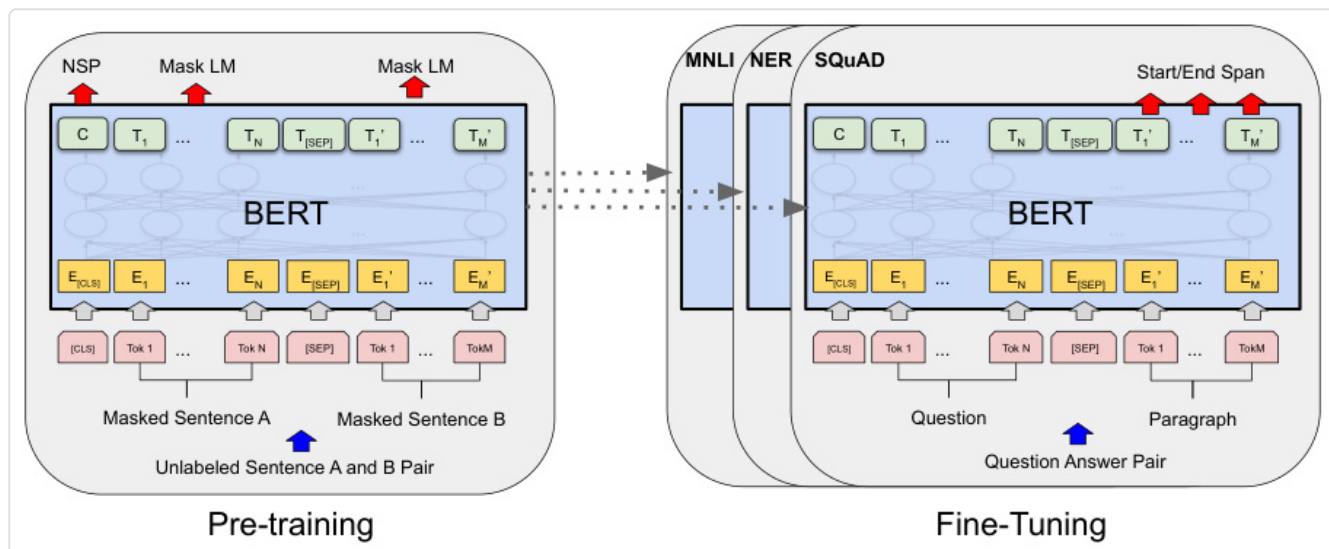 NSP Mask LM Mask LM
C T1 ... TN T[SEP] T1' ... TM'
...
BERT
...
E[CLS] E1 ... EN E[SEP] E1' ... EM'
[CLS] Tok 1 ... Tok N [SEP] Tok 1 ... TokM
Masked Sentence A Masked Sentence B
Unlabeled Sentence A and B Pair
Pre-training
MNLI NER SQuAD
Start/End Span
C T1 ... TN T[SEP] T1' ... TM'
...
BERT
...
E[CLS] E1 ... EN E[SEP] E1' ... EM'
[CLS] Tok 1 ... Tok N [SEP] Tok 1 ... TokM
Question Paragraph
Question Answer Pair
Fine-Tuning